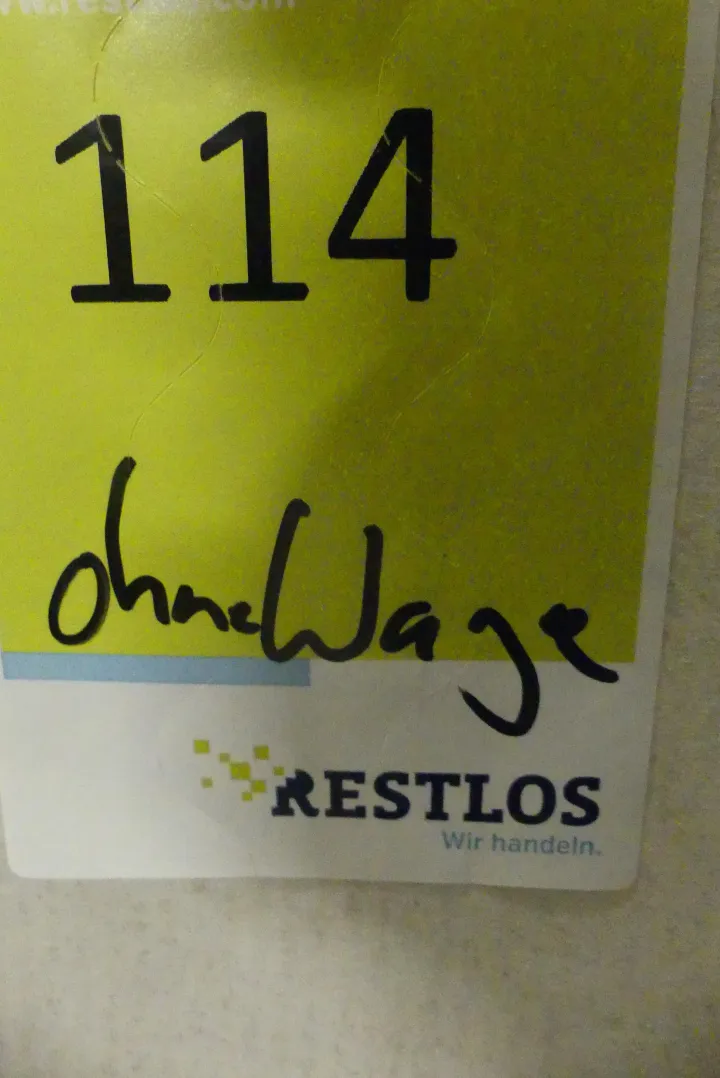 114
ohne Wage
RESTLOS
Wir handeln.